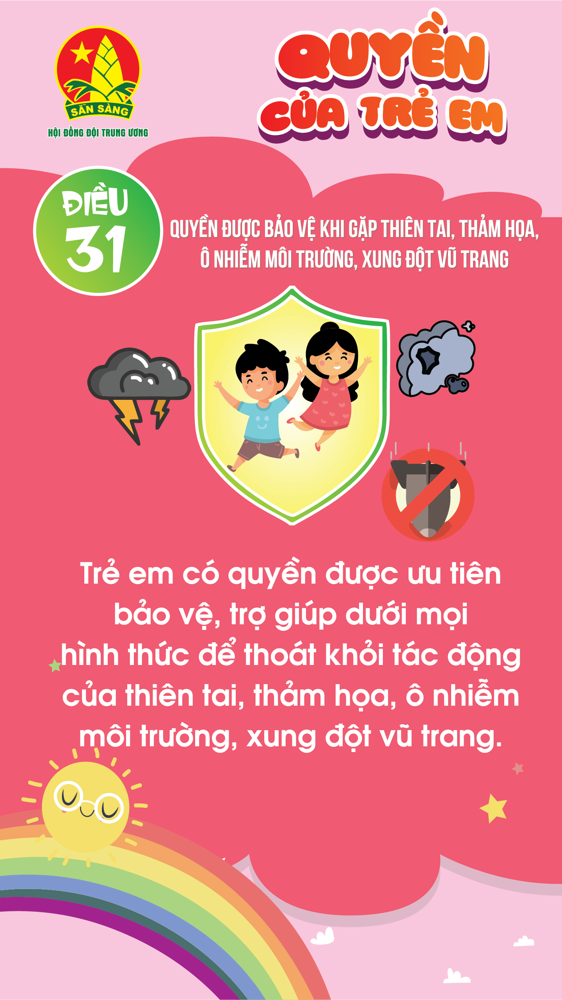 SẴN SÀNG
HỘI ĐỒNG ĐỘI TRUNG ƯƠNG
QUYỀN
CỦA TRẺ EM
ĐIỀU
31
QUYỀN ĐƯỢC BẢO VỆ KHI GẶP THIÊN TAI, THẢM HỌA,
Ô NHIỄM MÔI TRƯỜNG, XUNG ĐỘT VŨ TRANG
Trẻ em có quyền được ưu tiên
bảo vệ, trợ giúp dưới mọi
hình thức để thoát khỏi tác động
của thiên tai, thảm họa, ô nhiễm
môi trường, xung đột vũ trang.